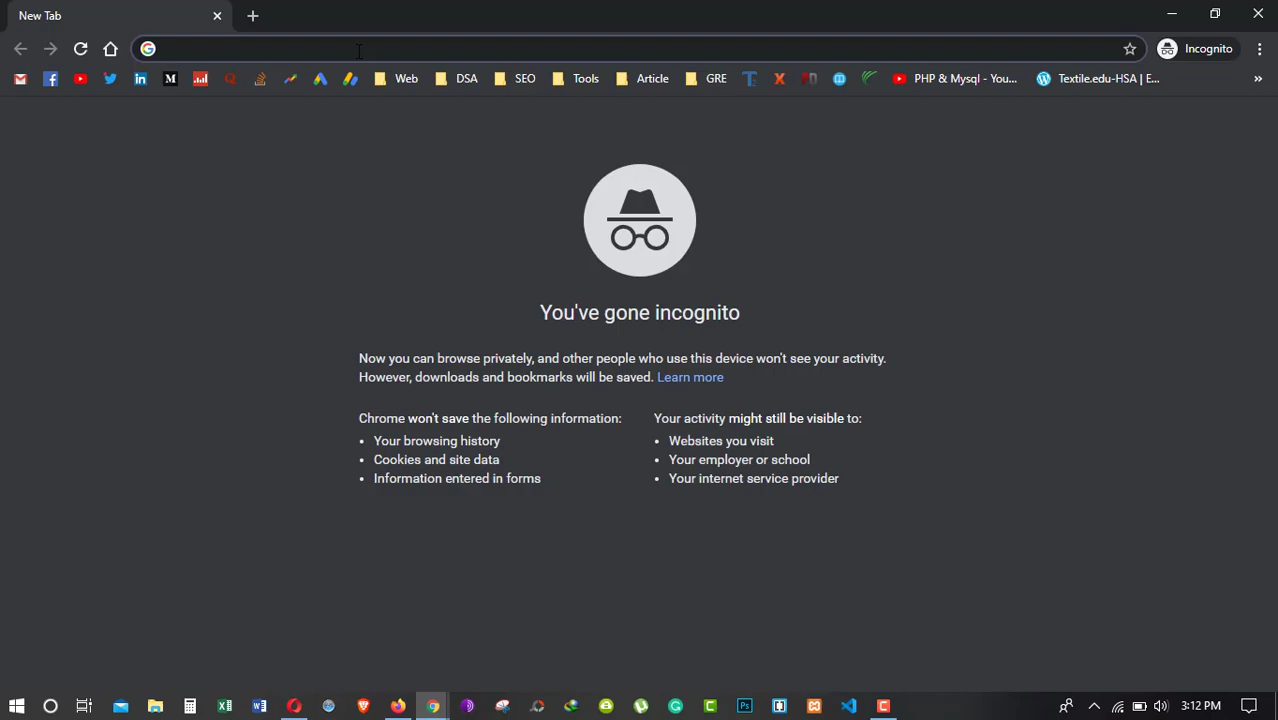 New Tab
Incognito
Web DSA SEO Tools Article GRE PHP & Mysql - You... Textile.edu-HSA | E...
You've gone incognito
Now you can browse privately, and other people who use this device won't see your activity.
However, downloads and bookmarks will be saved. Learn more
Chrome won't save the following information:
Your browsing history
Cookies and site data
Information entered in forms
Your activity might still be visible to:
Websites you visit
Your employer or school
Your internet service provider
3:12 PM